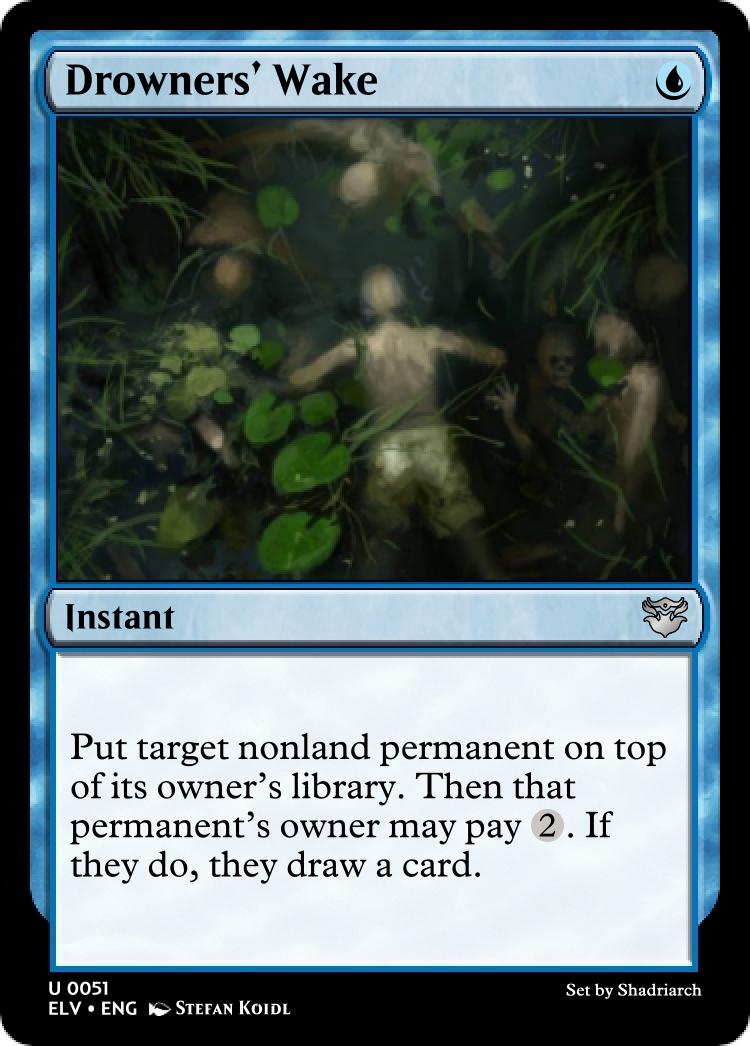 Drowners' Wake
Instant
Put target nonland permanent on top
of its owner's library. Then that
permanent's owner may pay 2. If
they do, they draw a card.
U 0051
Set by Shadriarch
ELV • ENG STEFAN KOIDL